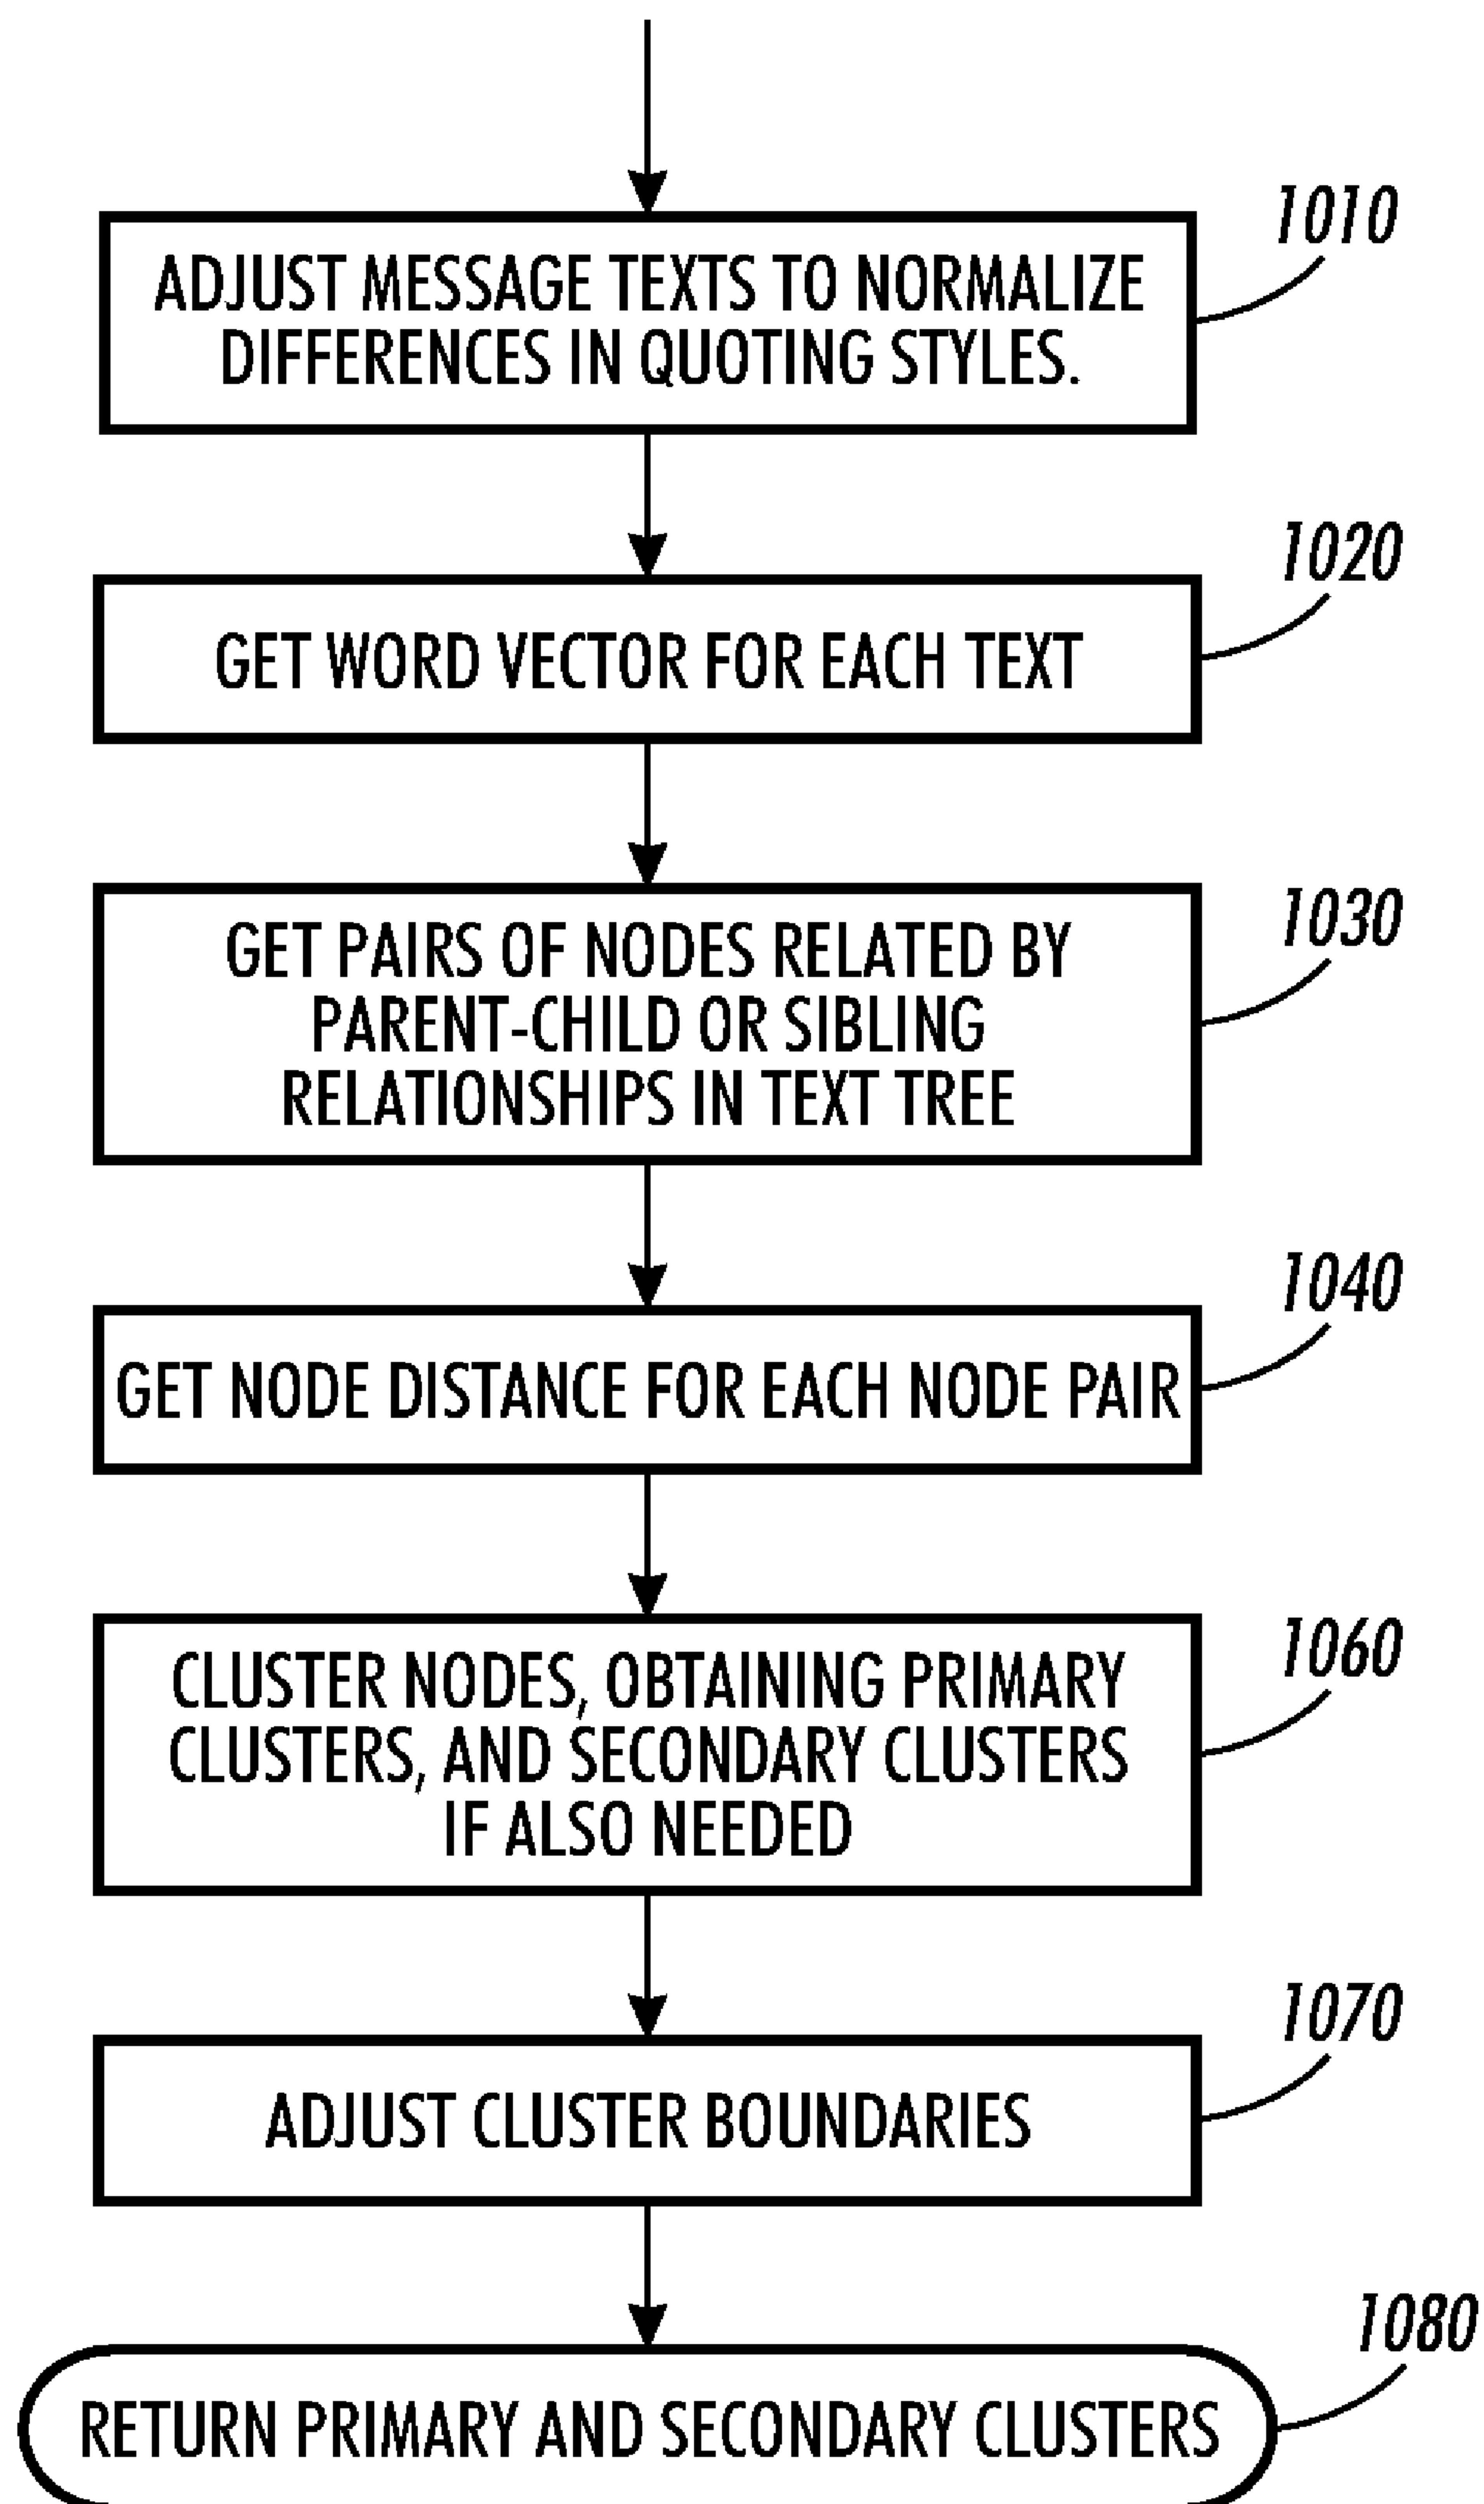 1010
ADJUST MESSAGE TEXTS TO NORMALIZE
DIFFERENCES IN QUOTING STYLES.
1020
GET WORD VECTOR FOR EACH TEXT
1030
GET PAIRS OF NODES RELATED BY
PARENT-CHILD OR SIBLING
RELATIONSHIPS IN TEXT TREE
1040
GET NODE DISTANCE FOR EACH NODE PAIR
1060
CLUSTER NODES, OBTAINING PRIMARY
CLUSTERS, AND SECONDARY CLUSTERS
IF ALSO NEEDED
1070
ADJUST CLUSTER BOUNDARIES
1080
RETURN PRIMARY AND SECONDARY CLUSTERS